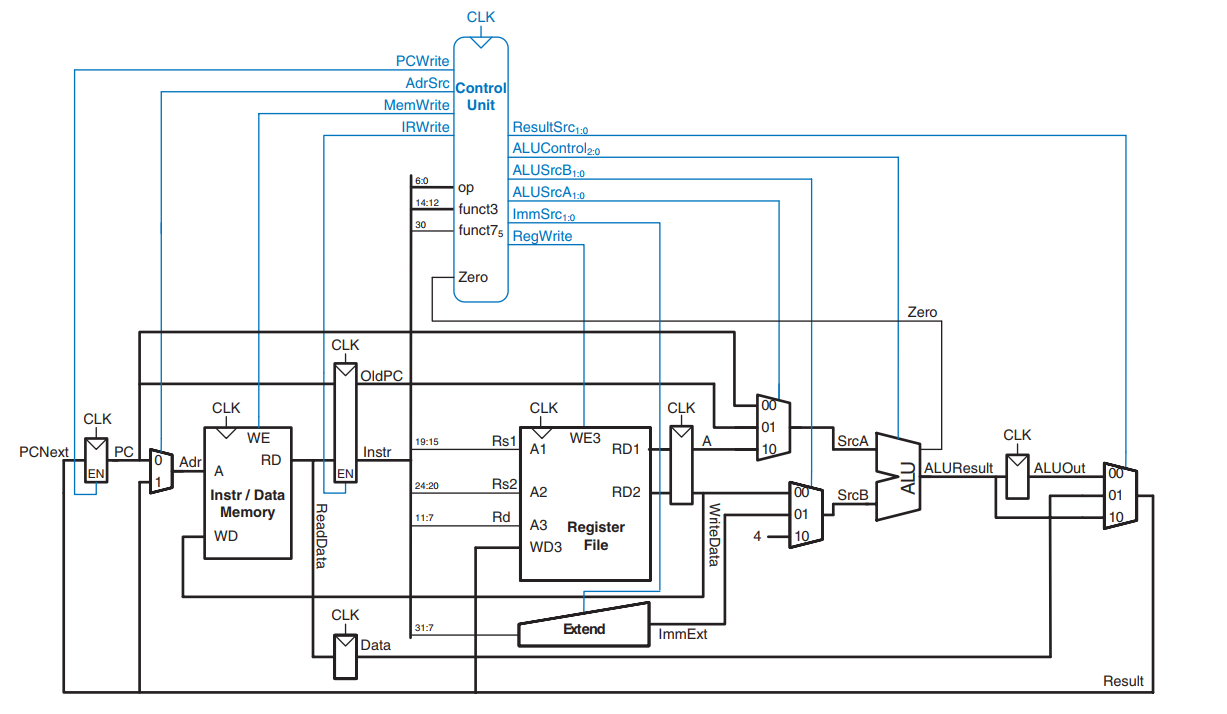 CLK
PCWrite
AdrSrc
MemWrite
IRWrite
Control
Unit
ResultSrc1:0
ALUControl2:0
ALUSrcB1:0
ALUSrcA1:0
ImmSrc1:0
RegWrite
6:0 op
14:12 funct3
30 funct75
Zero
Zero
CLK
OldPC
CLK
CLK
CLK
CLK
CLK
PCNext
EN
PC
0
1
Adr
WE
A
RD
Instr / Data
Memory
WD
ReadData
EN
Instr
19:15 Rs1
24:20 Rs2
11:7 Rd
A1
A2
A3
WD3
WE3
RD1
RD2
Register
File
A
WriteData
00
01
10
00
01
10
4
SrcA
SrcB
ALU
ALUResult
ALUOut
00
01
10
CLK
Data
31:7
Extend
ImmExt
Result